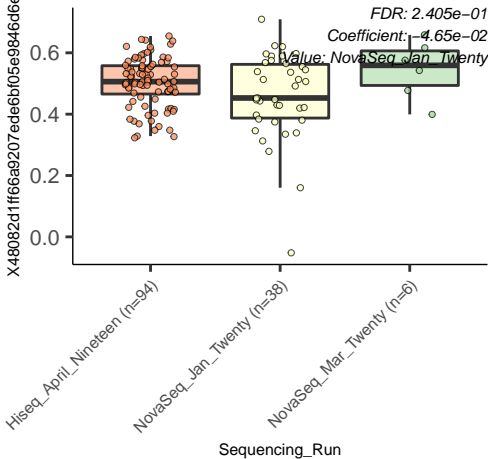 FDR: 2.405e−01
Coefficient: −4.65e−02
Value: NovaSeq_Jan_Twenty
X48082d1ff66a9207ede6bf05e9846d6e
0.6
0.4
0.2
0.0
Hiseq_April_Nineteen (n=94)
NovaSeq_Jan_Twenty (n=38)
NovaSeq_Mar_Twenty (n=6)
Sequencing_Run